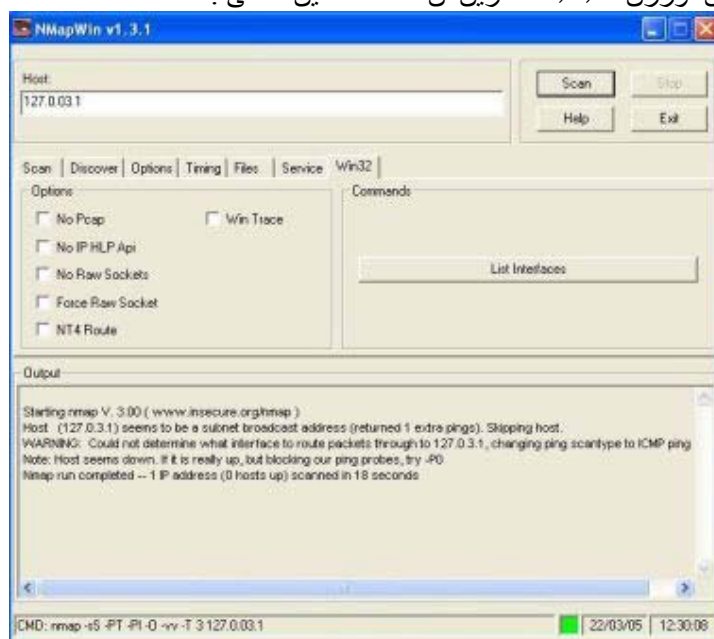 NMapWin v1.3.1
Host:
127.0.03.1
Scan
Stop
Help
Exit
Scan Discover Options Timing Files Service Win32
Options
No Pcap
Win Trace
No IP HLP Api
No Raw Sockets
Force Raw Socket
NT4 Route
Commands
List Interfaces
Output
Starting nmap V. 3.00 ( www.insecure.org/nmap )
Host (127.0.3.1) seems to be a subnet broadcast address (returned 1 extra pings). Skipping host.
WARNING: Could not determine what interface to route packets through to 127.0.3.1, changing ping scantype to ICMP ping
Note: Host seems down. If it is really up, but blocking our ping probes, try -P0
Nmap run completed -- 1 IP address (0 hosts up) scanned in 18 seconds
CMD: nmap -sS -PT -PI -O -vv -T 3 127.0.03.1
22/03/05
12:30:08